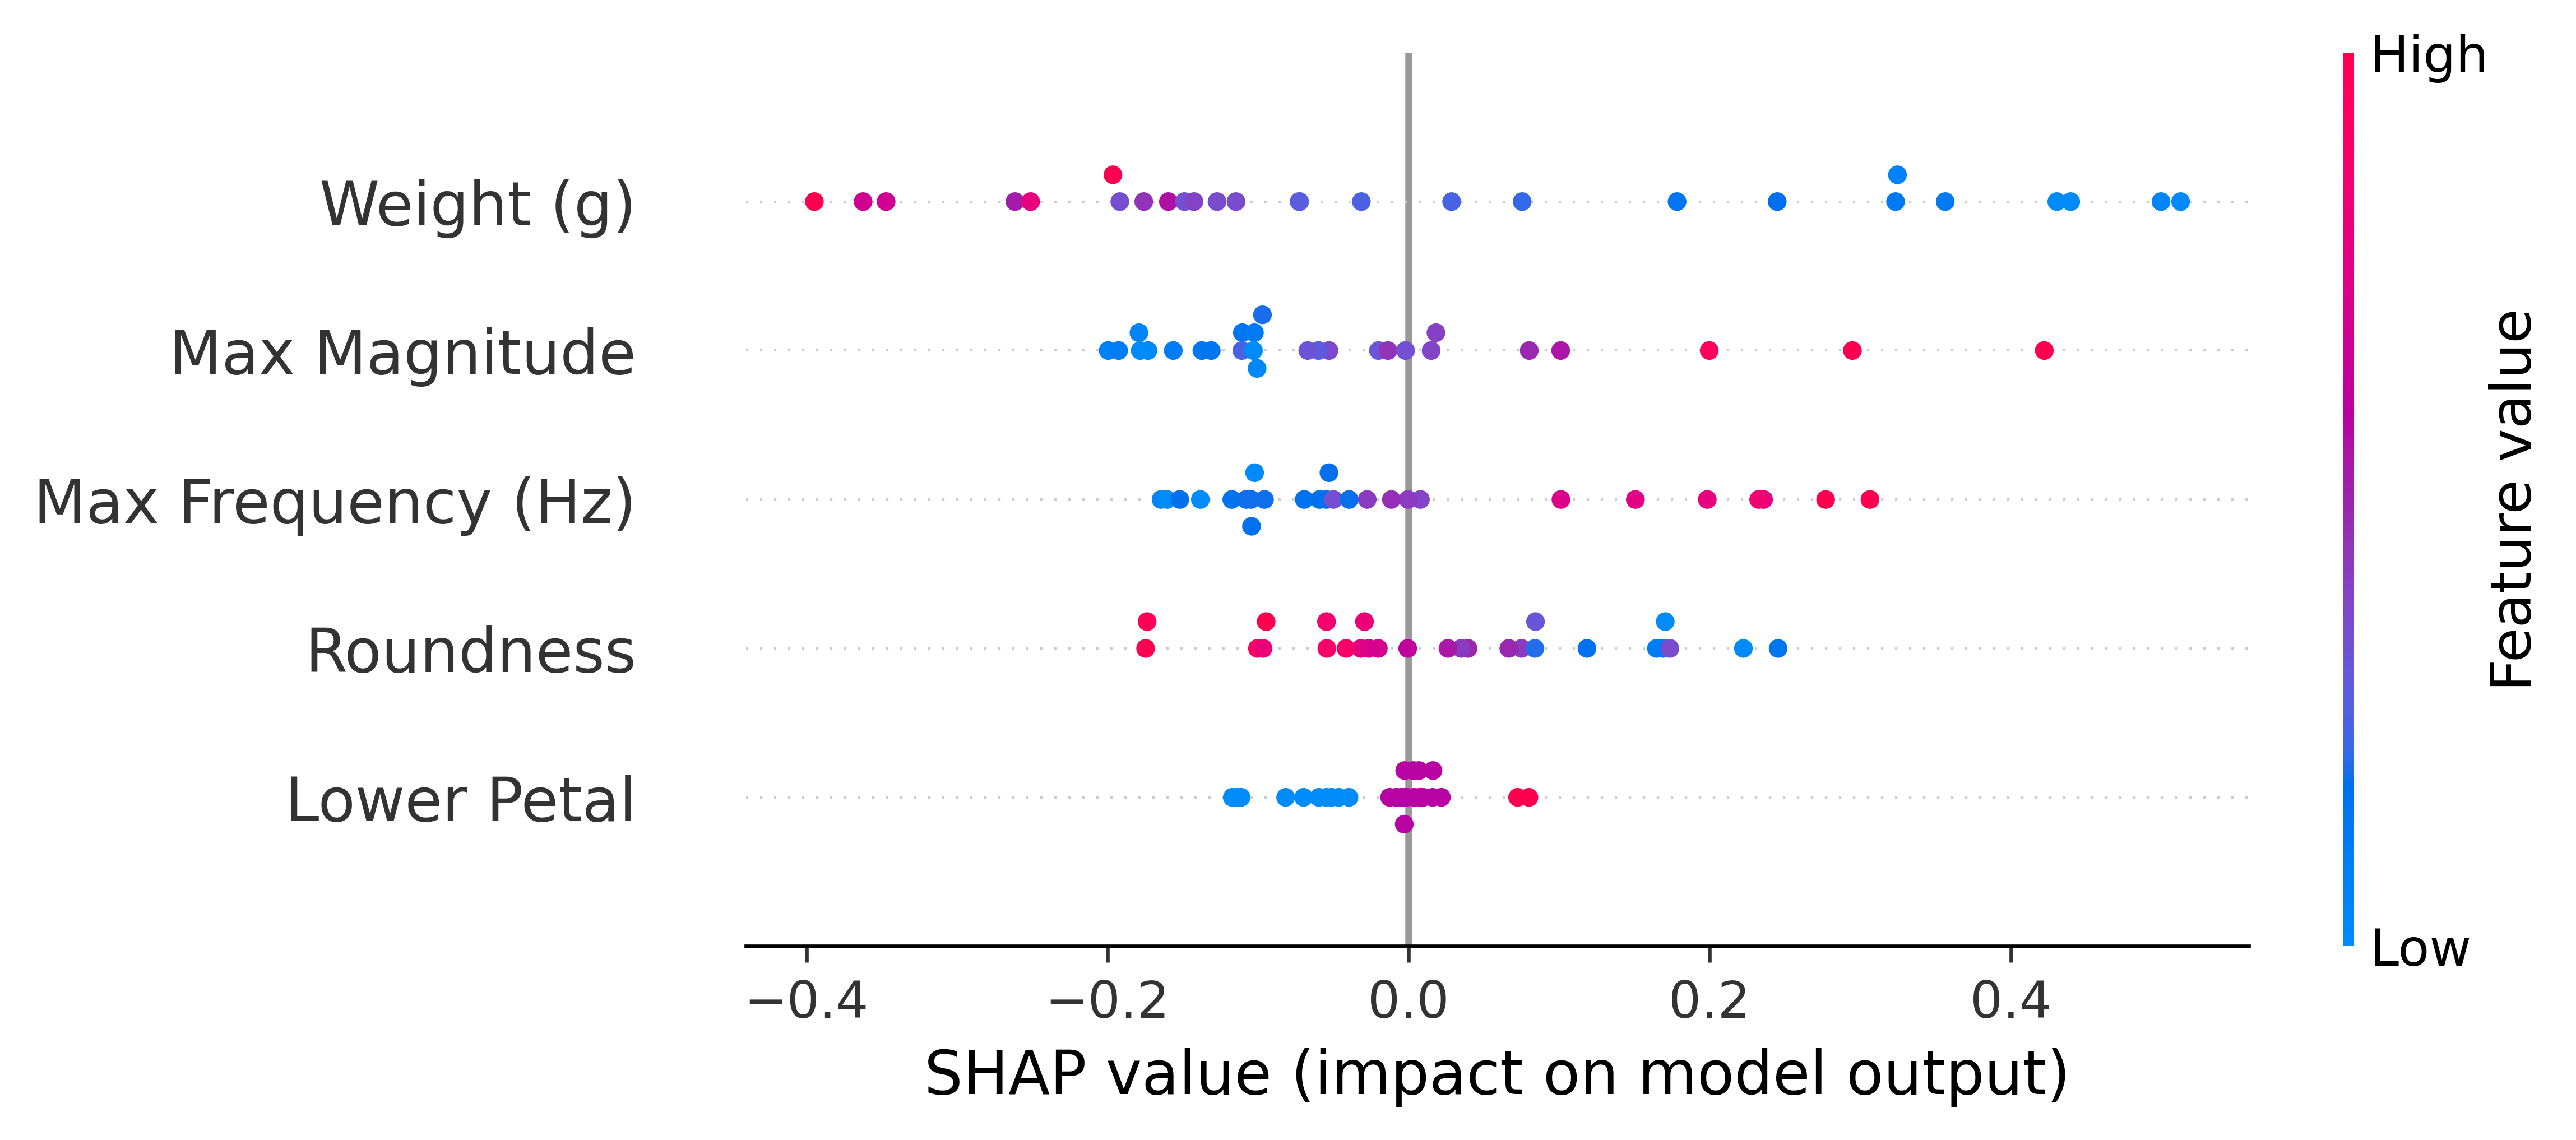 High
Weight (g)
Max Magnitude
Max Frequency (Hz)
Roundness
Lower Petal
Feature value
Low
−0.4 −0.2 0.0 0.2 0.4
SHAP value (impact on model output)